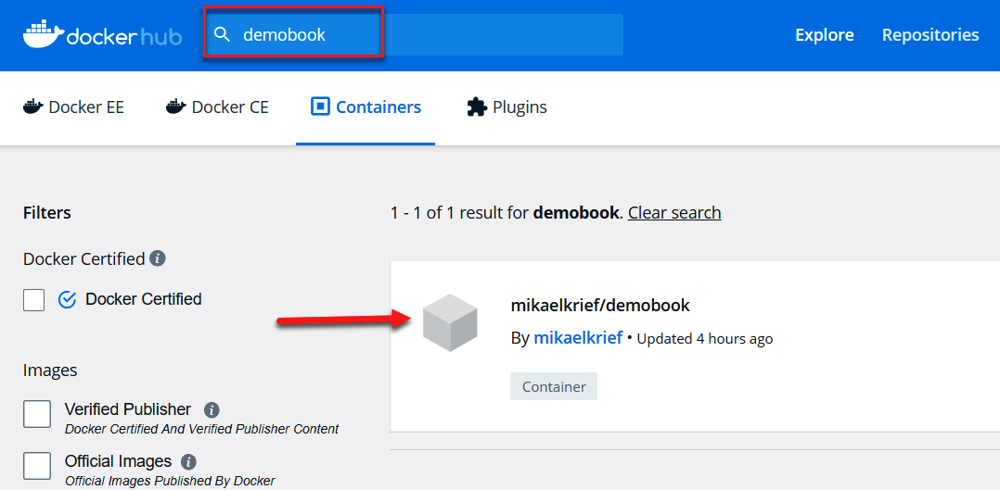 docker hub
demobook
Explore
Repositories
Docker EE
Docker CE
Containers
Plugins
Filters
1 - 1 of 1 result for demobook. Clear search
Docker Certified i
Docker Certified
mikaelkrief/demobook
By mikaelkrief • Updated 4 hours ago
Container
Images
Verified Publisher i
Docker Certified And Verified Publisher Content
Official Images i
Official Images Published By Docker